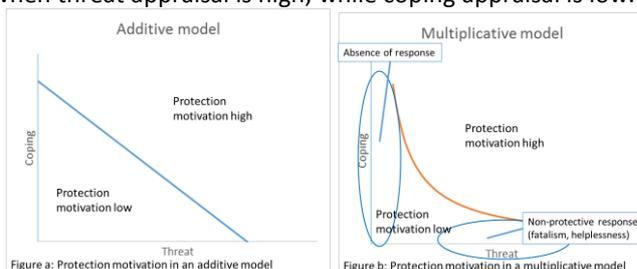 when threat appraisal is high, while coping appraisal is low.
Additive model
Protection
motivation high
Coping
Protection
motivation low
Threat
Figure a: Protection motivation in an additive model
Multiplicative model
Absence of response
Coping
Protection
motivation high
Protection
motivation low
Non-protective response
(fatalism, helplessness)
Threat
Figure b: Protection motivation in a multiplicative model